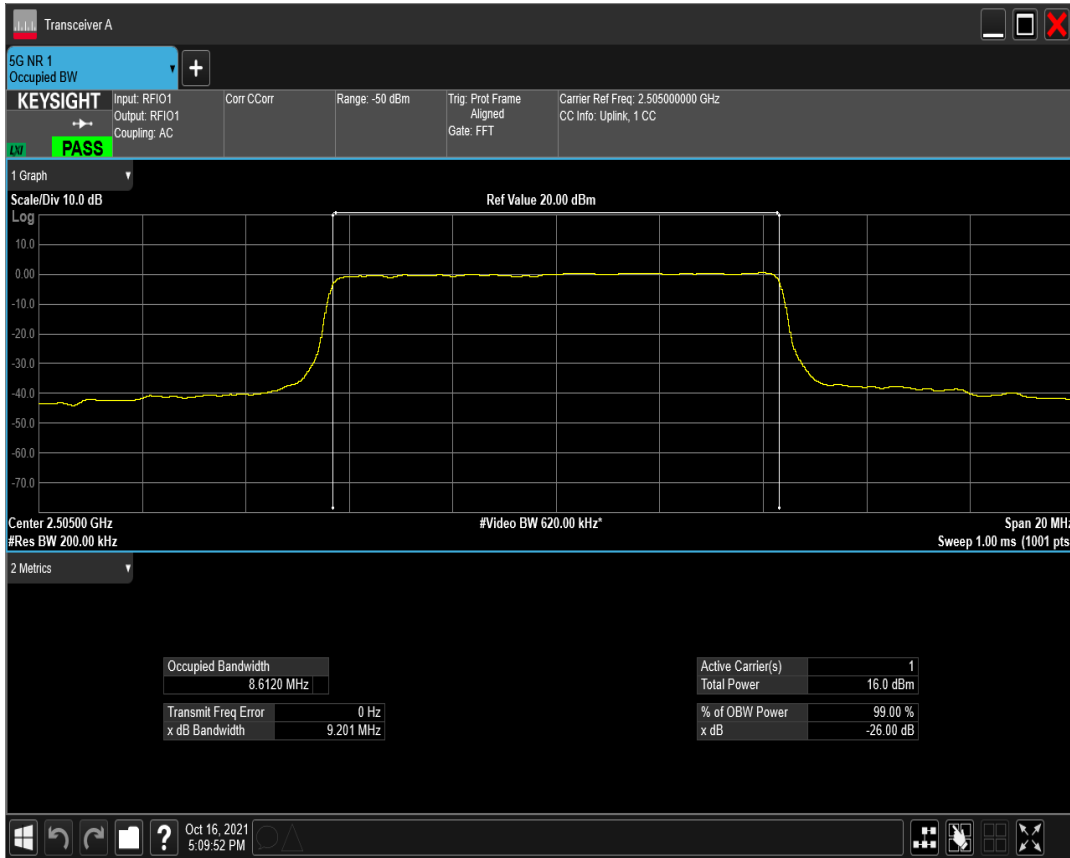 Transceiver A
5G NR 1
Occupied BW
+
KEYSIGHT
LXI
PASS
Input: RFIO1
Output: RFIO1
Coupling: AC
Corr CCorr
Range: -50 dBm
Trig: Prot Frame
Aligned
Gate: FFT
Carrier Ref Freq: 2.505000000 GHz
CC Info: Uplink, 1 CC
1 Graph
Scale/Div 10.0 dB
Ref Value 20.00 dBm
Log
10.0
0.00
-10.0
-20.0
-30.0
-40.0
-50.0
-60.0
-70.0
Center 2.50500 GHz
#Video BW 620.00 kHz*
Span 20 MHz
#Res BW 200.00 kHz
Sweep 1.00 ms (1001 pts
2 Metrics
Occupied Bandwidth
8.6120 MHz
Transmit Freq Error 0 Hz
x dB Bandwidth 9.201 MHz
Active Carrier(s) 1
Total Power 16.0 dBm
% of OBW Power 99.00 %
x dB -26.00 dB
?
Oct 16, 2021
5:09:52 PM